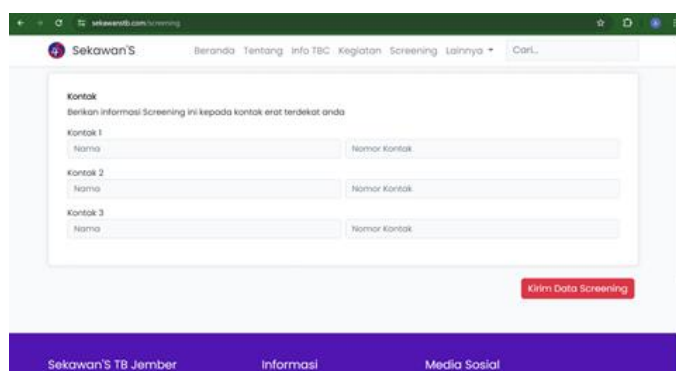 sekawanstb.com/screening
Sekawan'S Beranda Tentang Info TBC Kegiatan Screening Lainnya Cari...
Kontak
Berikan informasi Screening ini kepada kontak erat terdekat anda
Kontak 1
Nama Nomor Kontak
Kontak 2
Nama Nomor Kontak
Kontak 3
Nama Nomor Kontak
Kirim Data Screening
Sekawan'S TB Jember Informasi Media Sosial